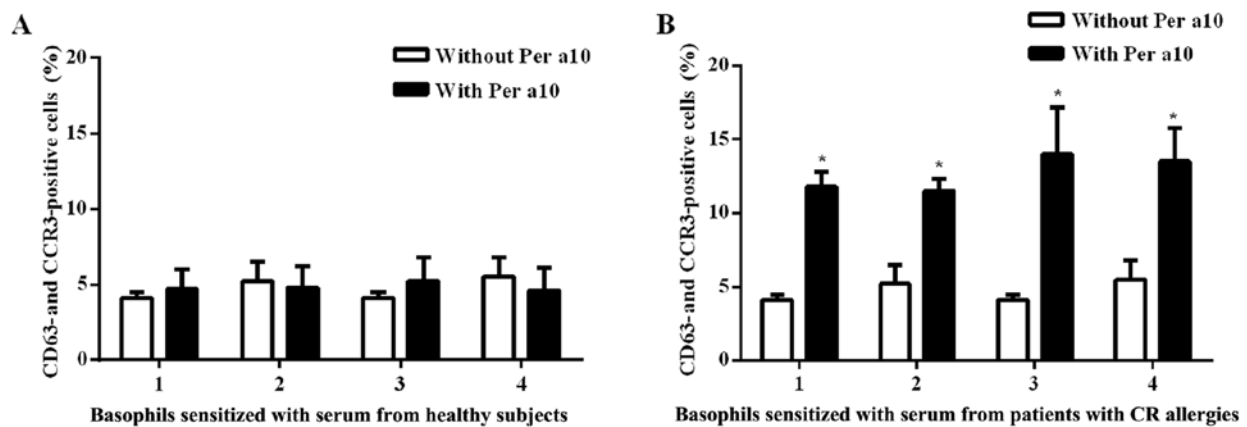 A
Without Per a10
With Per a10
CD63-and CCR3-positive cells (%)
20
15
10
5
0
1 2 3 4
Basophils sensitized with serum from healthy subjects
B
Without Per a10
With Per a10
CD63-and CCR3-positive cells (%)
20
15
10
5
0
* * * *
1 2 3 4
Basophils sensitized with serum from patients with CR allergies